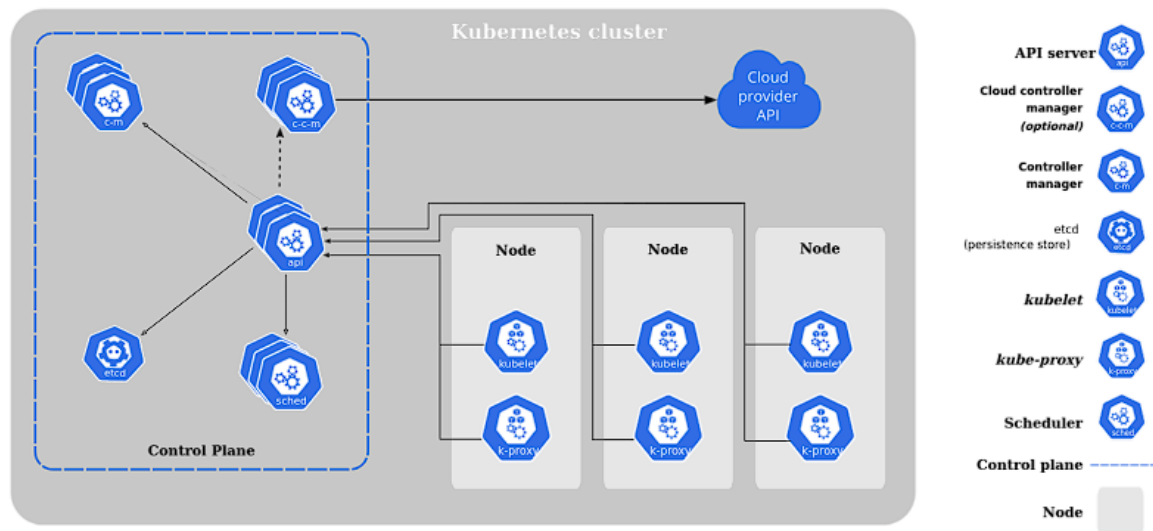 Kubernetes cluster
c-m
c-c-m
Cloud
provider
API
api
etcd
sched
Control Plane
Node
kubelet
k-proxy
Node
kubelet
k-proxy
Node
kubelet
k-proxy
API server
api
Cloud controller
manager
(optional)
c-c-m
Controller
manager
c-m
etcd
(persistence store)
etcd
kubelet
kubelet
kube-proxy
k-proxy
Scheduler
sched
Control plane
Node